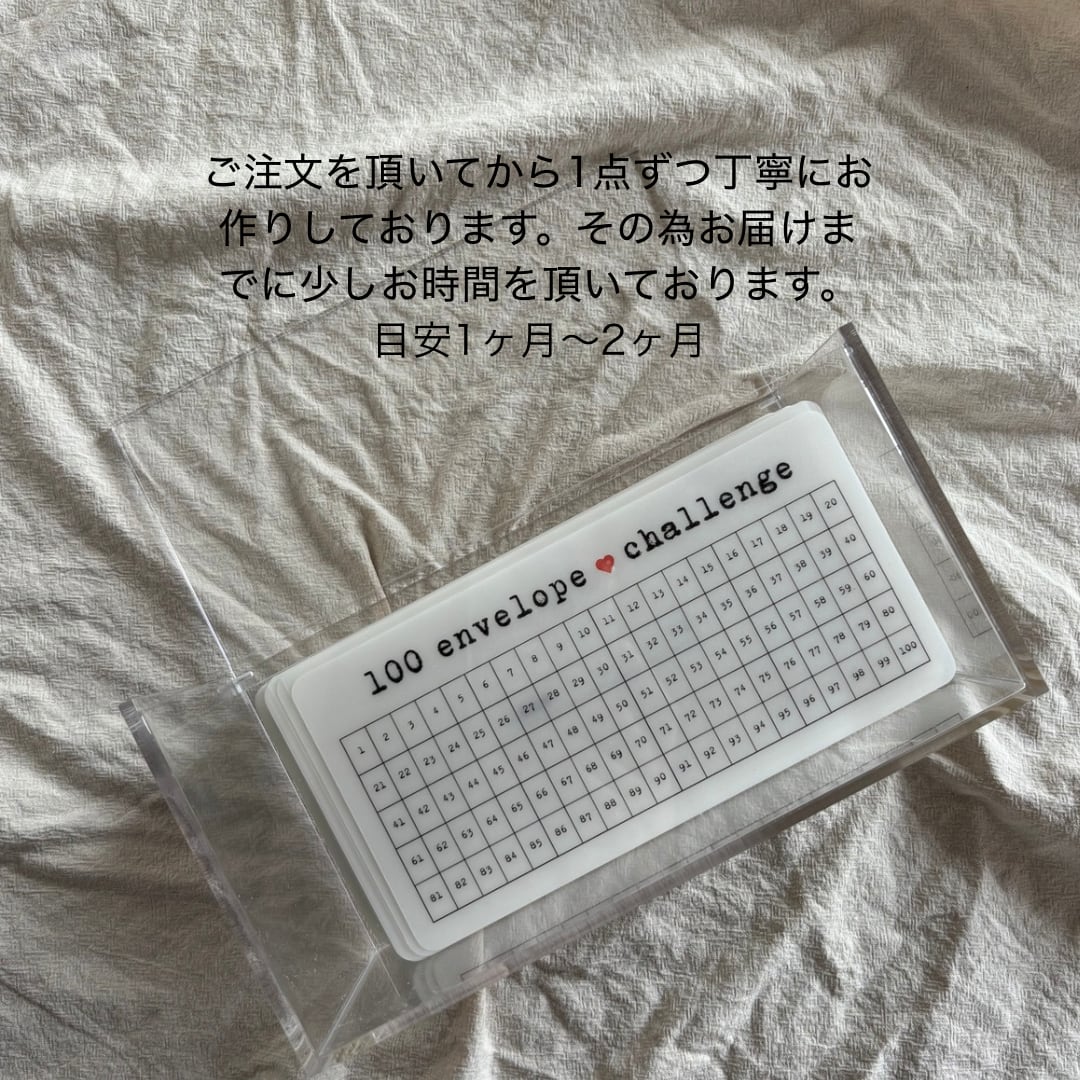 ご注文を頂いてから1点ずつ丁寧にお
作りしております。その為お届けま
でに少しお時間を頂いております。
目安1ヶ月〜2ヶ月
100 envelope ❤ challenge
1 2 3 4 5 6 7 8 9 10 11 12 13 14 15 16 17 18 19 20
21 22 23 24 25 26 27 28 29 30 31 32 33 34 35 36 37 38 39 40
41 42 43 44 45 46 47 48 49 50 51 52 53 54 55 56 57 58 59 60
61 62 63 64 65 66 67 68 69 70 71 72 73 74 75 76 77 78 79 80
81 82 83 84 85 86 87 88 89 90 91 92 93 94 95 96 97 98 99 100